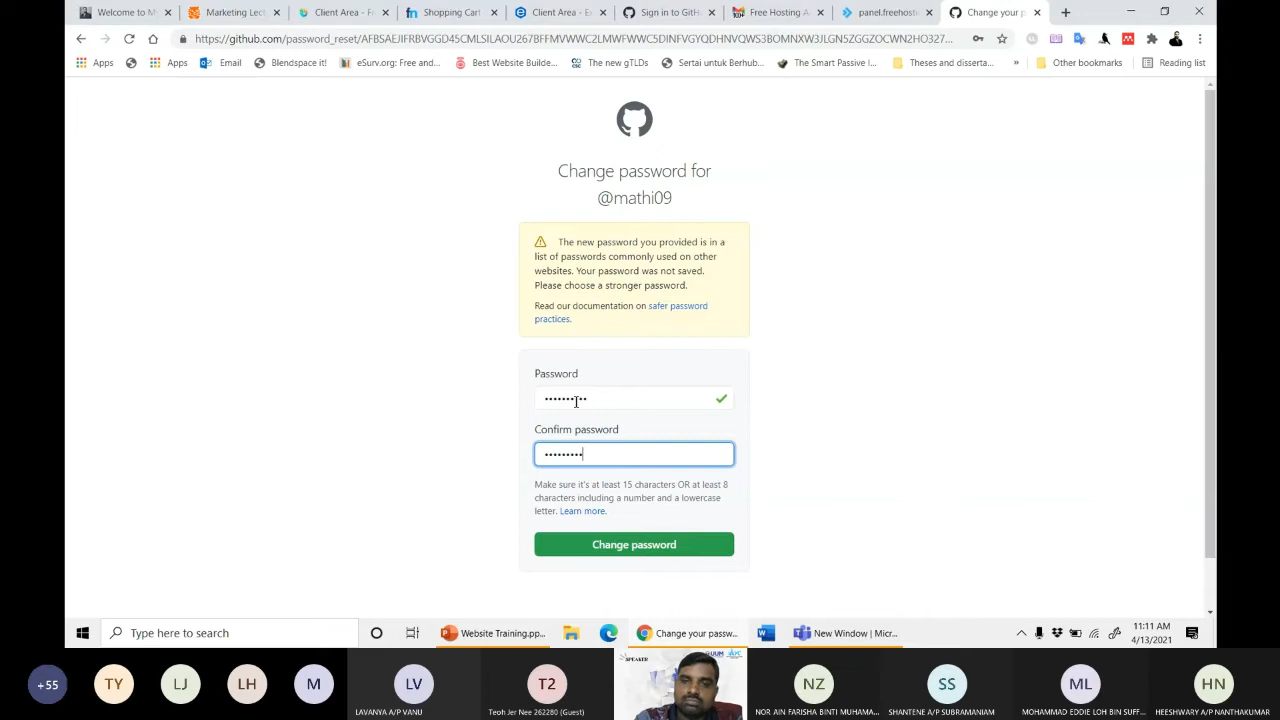 Welcome to M
Marketing Lect
Client Area - F
Shopping Cart
Client Area - E
Sign in to GitH
Free Hosting A
panel.freehoste
Change your p
https://github.com/password_reset/AFBSAEJIFRBVGGD45CMLSILAOU267BFFMVWWC2LMWFWWC5DINFVGYQDHNVQWS3BOMNXW3JLGN5ZGGZOCWN2HO327...
Apps
Apps
Email
Blendspace it!
eSurv.org: Free and...
Best Website Builde...
The new gTLDs
Sertai untuk Berhub...
The Smart Passive I...
Theses and disserta...
»
Other bookmarks
Reading list
Change password for
@mathi09
The new password you provided is in a
list of passwords commonly used on other
websites. Your password was not saved.
Please choose a stronger password.
Read our documentation on safer password
practices.
Password
Confirm password
Make sure it's at least 15 characters OR at least 8
characters including a number and a lowercase
letter. Learn more.
Change password
Type here to search
Website Training.pp...
Change your passw...
New Window | Micr...
11:11 AM
4/13/2021
+55
TY
LJ
LH
M
LV
T2
SPEAKER
UUM
NZ
SS
ML
HN
LAVANYA A/P VANU
Teoh Jer Nee 262280 (Guest)
NOR AIN FARISHA BINTI MUHAMA...
SHANTENE A/P SUBRAMANIAM
MOHAMMAD EDDIE LOH BIN SUFF...
HEESHWARY A/P NANTHAKUMAR